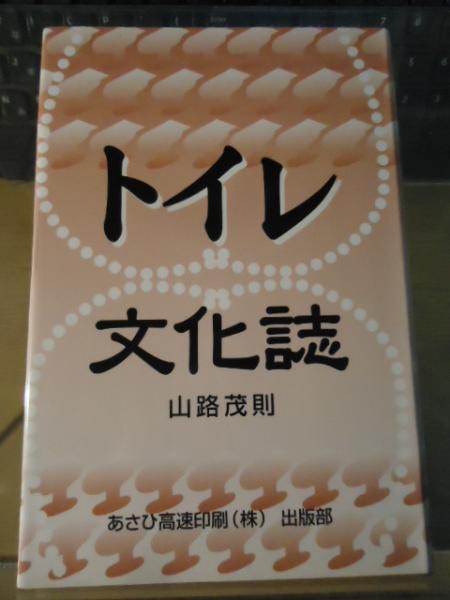 トイレ
文化誌
山路茂則
あさひ高速印刷（株） 出版部